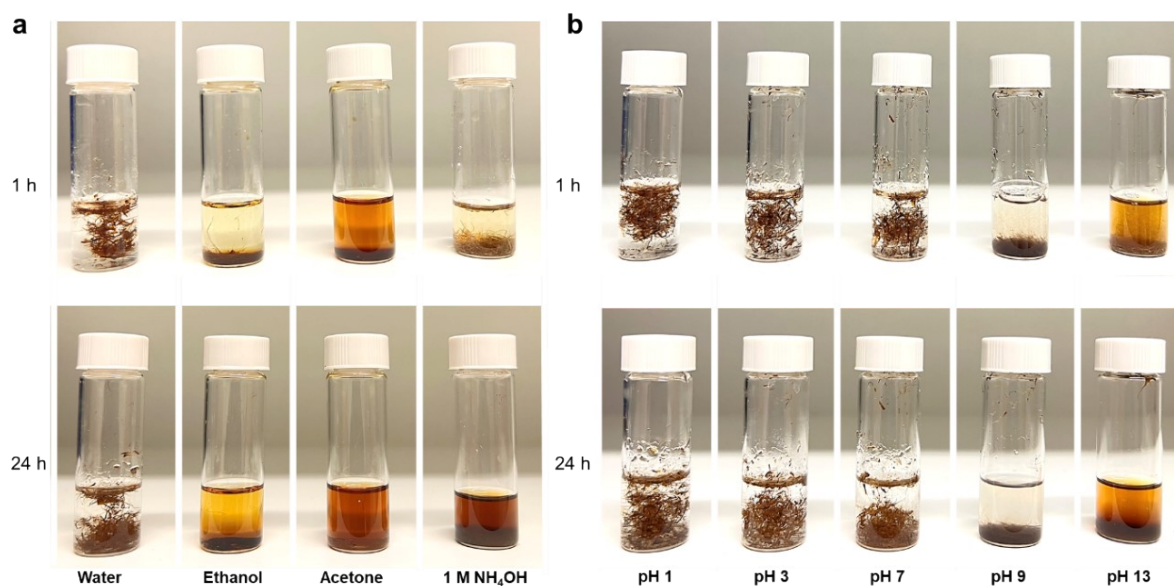 a
b
1 h
1 h
24 h
24 h
Water Ethanol Acetone 1 M NH₄OH
pH 1 pH 3 pH 7 pH 9 pH 13